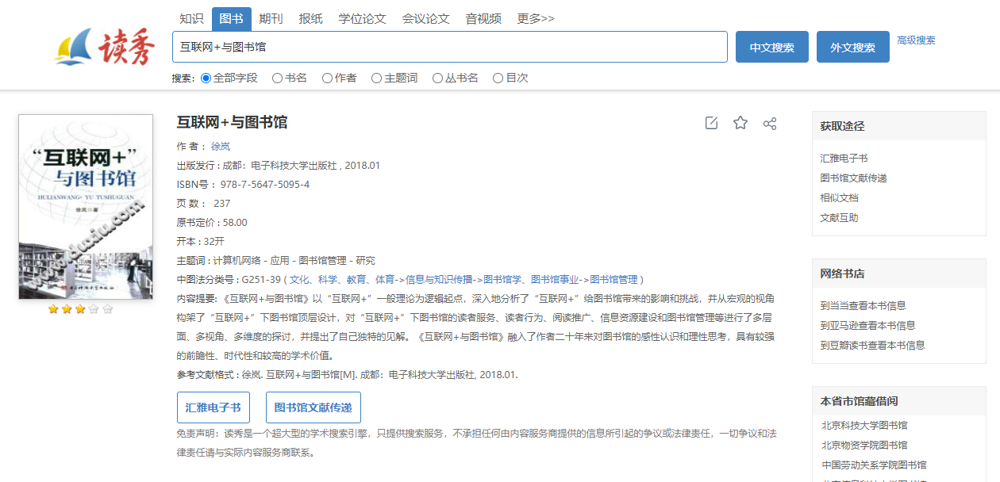 知识 图书 期刊 报纸 学位论文 会议论文 音视频 更多>>
读秀
互联网+与图书馆
中文搜索
外文搜索
高级搜索
搜索: 全部字段 书名 作者 主题词 丛书名 目次
“互联网+”
与图书馆
HULIANWANG+ YU TUSHUGUAN
徐岚◎著
www.duxiu.com
电子科技大学出版社
互联网+与图书馆
作 者 : 徐岚
出版发行 : 成都：电子科技大学出版社 , 2018.01
ISBN号 : 978-7-5647-5095-4
页 数 : 237
原书定价 : 58.00
开本 : 32开
主题词 : 计算机网络－应用－图书馆管理－研究
中图法分类号 : G251-39 ( 文化、科学、教育、体育->信息与知识传播->图书馆学、图书馆事业->图书馆管理 )
内容提要: 《互联网+与图书馆》以“互联网+”一般理论为逻辑起点，深入地分析了“互联网+”给图书馆带来的影响和挑战，并从宏观的视角
构架了“互联网+”下图书馆顶层设计，对“互联网+”下图书馆的读者服务、读者行为、阅读推广、信息资源建设和图书馆管理等进行了多层
面、多视角、多维度的探讨，并提出了自己独特的见解。《互联网+与图书馆》融入了作者二十年来对图书馆的感性认识和理性思考，具有较强
的前瞻性、时代性和较高的学术价值。
参考文献格式 : 徐岚. 互联网+与图书馆[M]. 成都：电子科技大学出版社, 2018.01.
汇雅电子书
图书馆文献传递
免责声明：读秀是一个超大型的学术搜索引擎，只提供搜索服务，不承担任何由内容服务商提供的信息所引起的争议或法律责任，一切争议和法
律责任请与实际内容服务商联系。
获取途径
汇雅电子书
图书馆文献传递
相似文档
文献互助
网络书店
到当当查看本书信息
到亚马逊查看本书信息
到豆瓣读书查看本书信息
本省市馆藏借阅
北京科技大学图书馆
北京物资学院图书馆
中国劳动关系学院图书馆